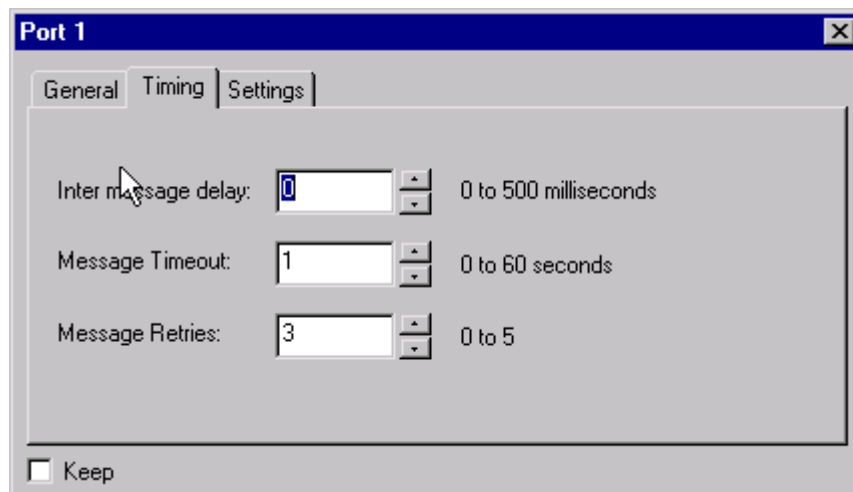 Port 1
General Timing Settings
Inter message delay: 0 0 to 500 milliseconds
Message Timeout: 1 0 to 60 seconds
Message Retries: 3 0 to 5
Keep